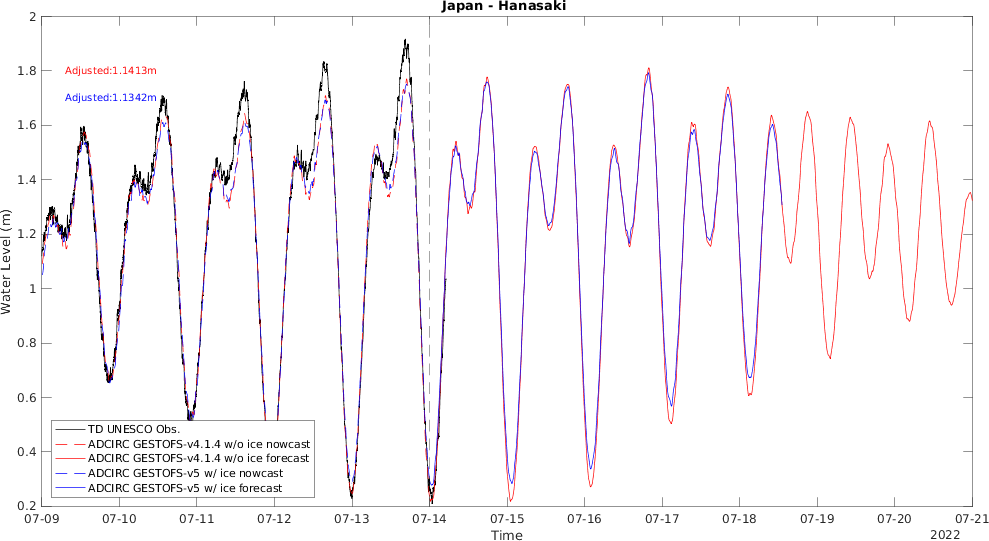 Japan - Hanasaki
2
1.8
1.6
1.4
1.2
1
0.8
0.6
0.4
0.2
Water Level (m)
Adjusted:1.1413m
Adjusted:1.1342m
TD UNESCO Obs.
ADCIRC GESTOFS-v4.1.4 w/o ice nowcast
ADCIRC GESTOFS-v4.1.4 w/o ice forecast
ADCIRC GESTOFS-v5 w/ ice nowcast
ADCIRC GESTOFS-v5 w/ ice forecast
07-09 07-10 07-11 07-12 07-13 07-14 07-15 07-16 07-17 07-18 07-19 07-20 07-21
Time
2022